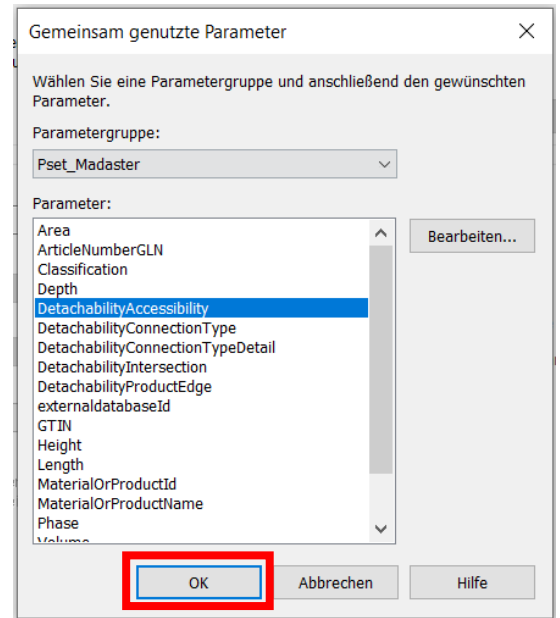 Gemeinsam genutzte Parameter
Wählen Sie eine Parametergruppe und anschließend den gewünschten
Parameter.
Parametergruppe:
Pset_Madaster
Parameter:
Area
ArticleNumberGLN
Classification
Depth
DetachabilityAccessibility
DetachabilityConnectionType
DetachabilityConnectionTypeDetail
DetachabilityIntersection
DetachabilityProductEdge
externaldatabaseId
GTIN
Height
Length
MaterialOrProductId
MaterialOrProductName
Phase
Volume
Bearbeiten...
OK
Abbrechen
Hilfe